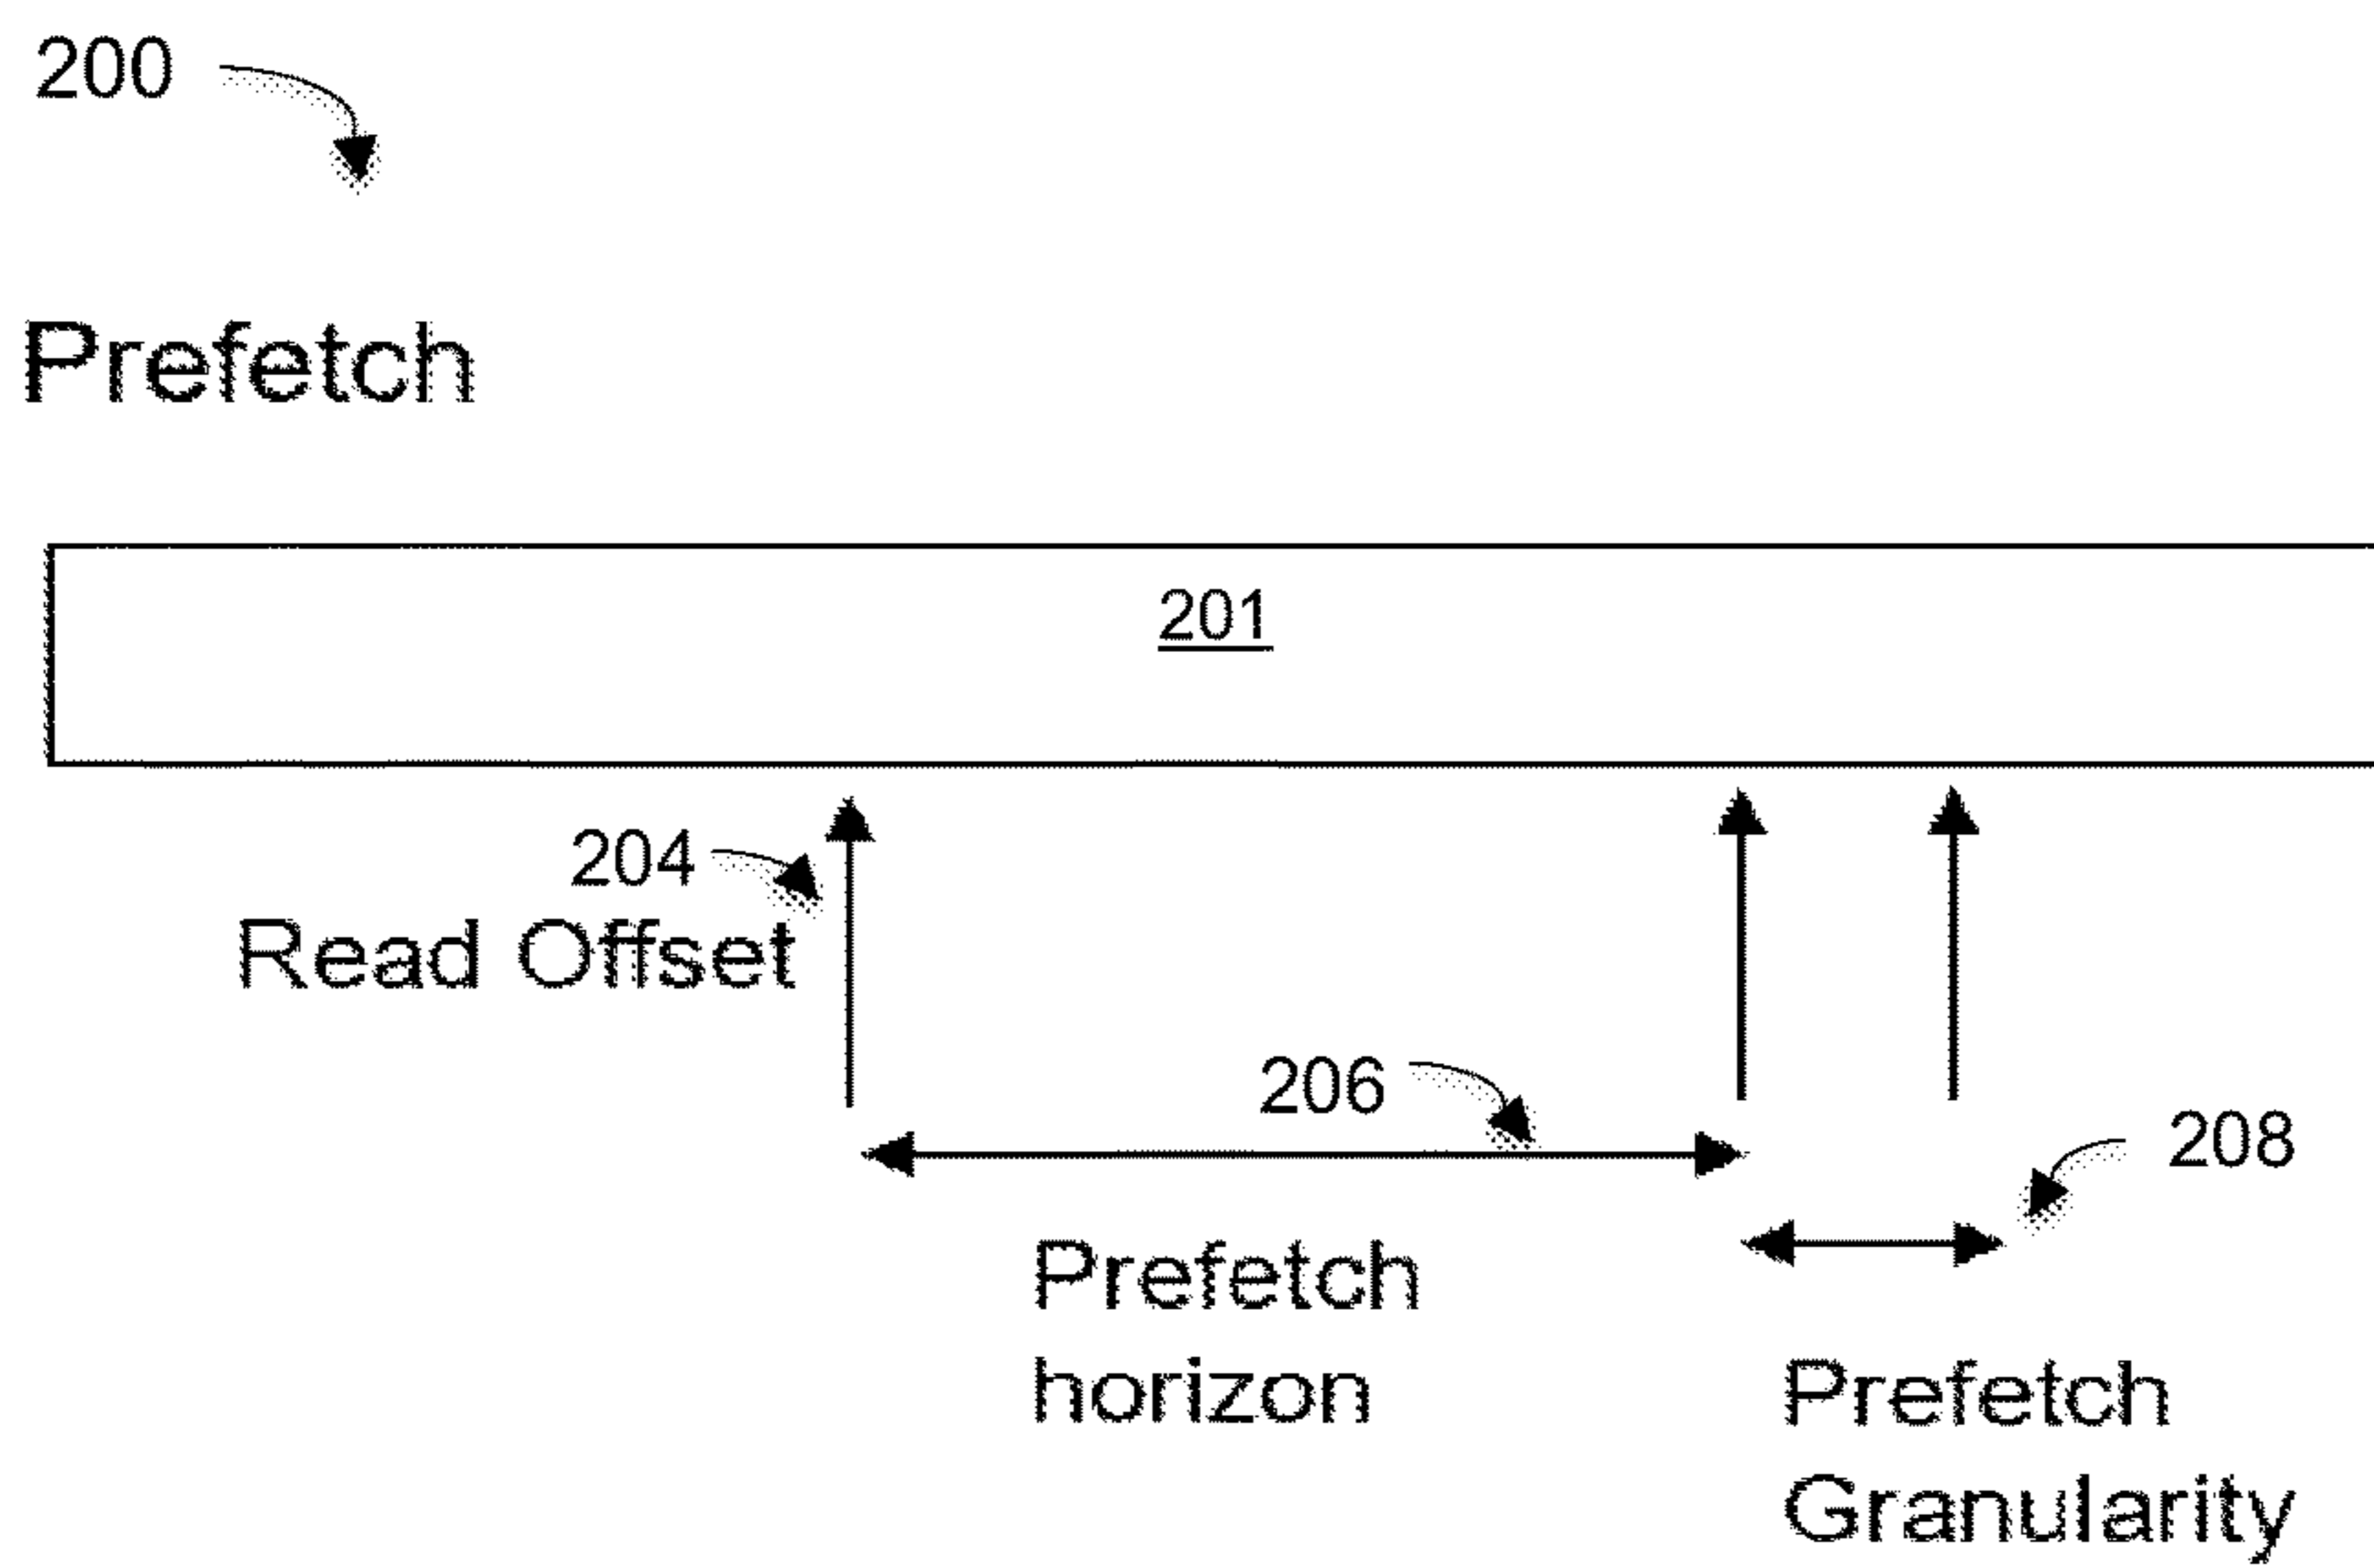 200
Prefetch
201
204
Read Offset
206
208
Prefetch
horizon
Prefetch
Granularity